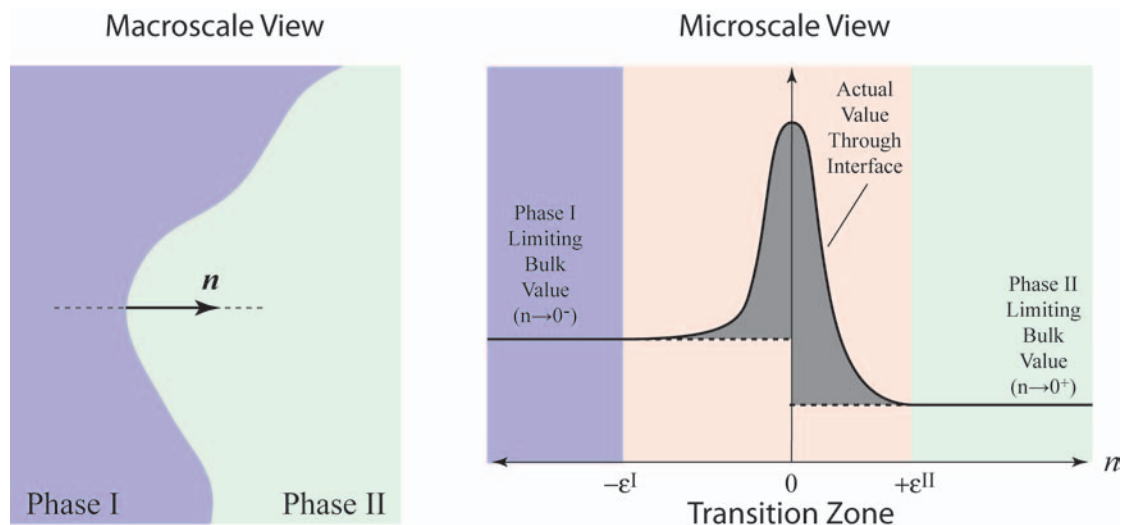 Macroscale View
n
Phase I
Phase II
Microscale View
Actual
Value
Through
Interface
Phase I
Limiting
Bulk
Value
(n→0⁻)
Phase II
Limiting
Bulk
Value
(n→0⁺)
n
−εᴵ
0
+εᴵᴵ
Transition Zone